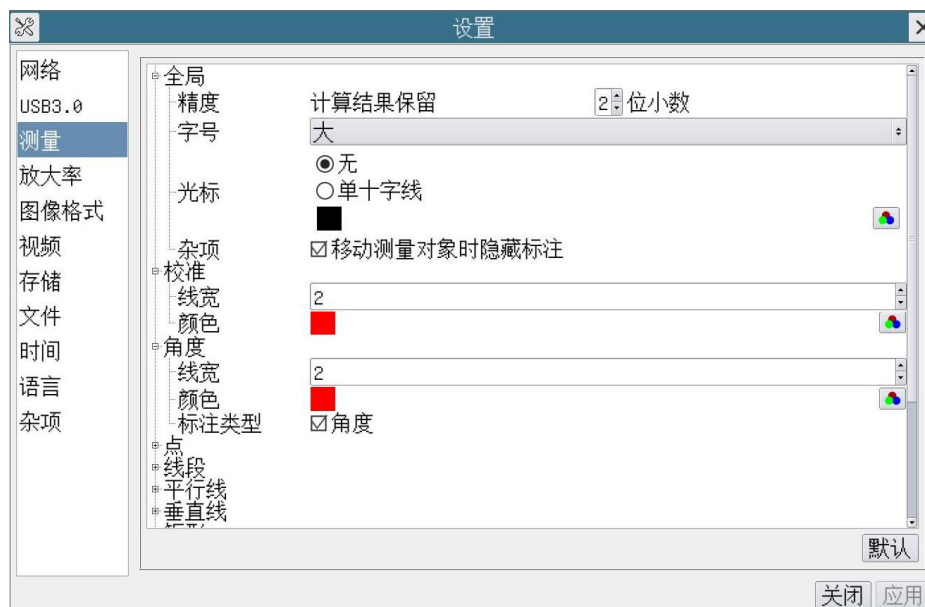 设置
网络
USB3.0
测量
放大率
图像格式
视频
存储
文件
时间
语言
杂项
全局
精度 计算结果保留 2 位小数
字号 大
无
光标 单十字线
杂项 移动测量对象时隐藏标注
校准
线宽 2
颜色
角度
线宽 2
颜色
标注类型 角度
点
线段
平行线
垂直线
默认
关闭 应用